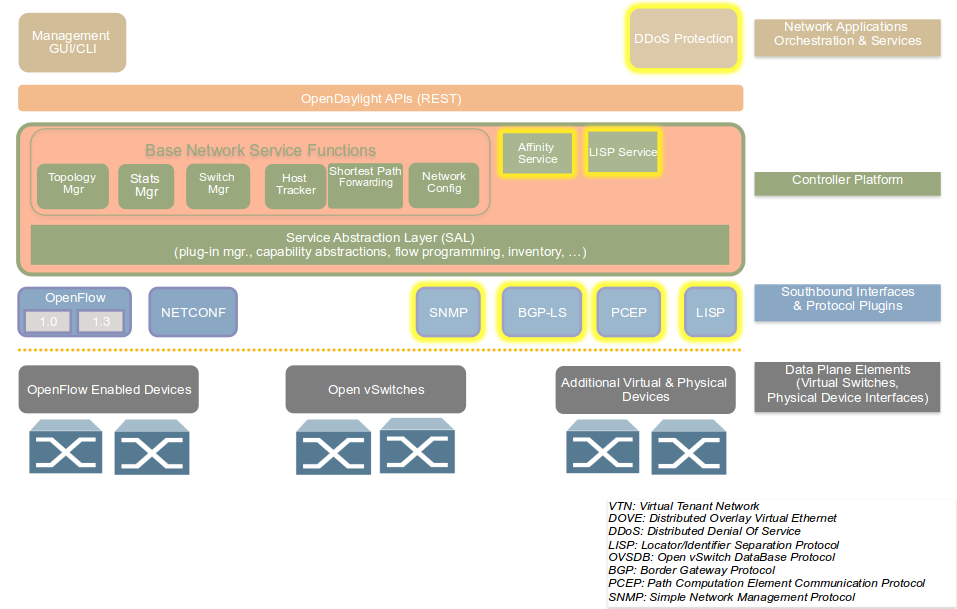 Management
GUI/CLI
DDoS Protection
Network Applications
Orchestration & Services
OpenDaylight APIs (REST)
Base Network Service Functions
Affinity
Service
LISP Service
Topology
Mgr
Stats
Mgr
Switch
Mgr
Host
Tracker
Shortest Path
Forwarding
Network
Config
Controller Platform
Service Abstraction Layer (SAL)
(plug-in mgr., capability abstractions, flow programming, inventory, …)
OpenFlow
1.0
1.3
NETCONF
SNMP
BGP-LS
PCEP
LISP
Southbound Interfaces
& Protocol Plugins
OpenFlow Enabled Devices
Open vSwitches
Additional Virtual & Physical
Devices
Data Plane Elements
(Virtual Switches,
Physical Device Interfaces)
VTN: Virtual Tenant Network
DOVE: Distributed Overlay Virtual Ethernet
DDoS: Distributed Denial Of Service
LISP: Locator/Identifier Separation Protocol
OVSDB: Open vSwitch DataBase Protocol
BGP: Border Gateway Protocol
PCEP: Path Computation Element Communication Protocol
SNMP: Simple Network Management Protocol